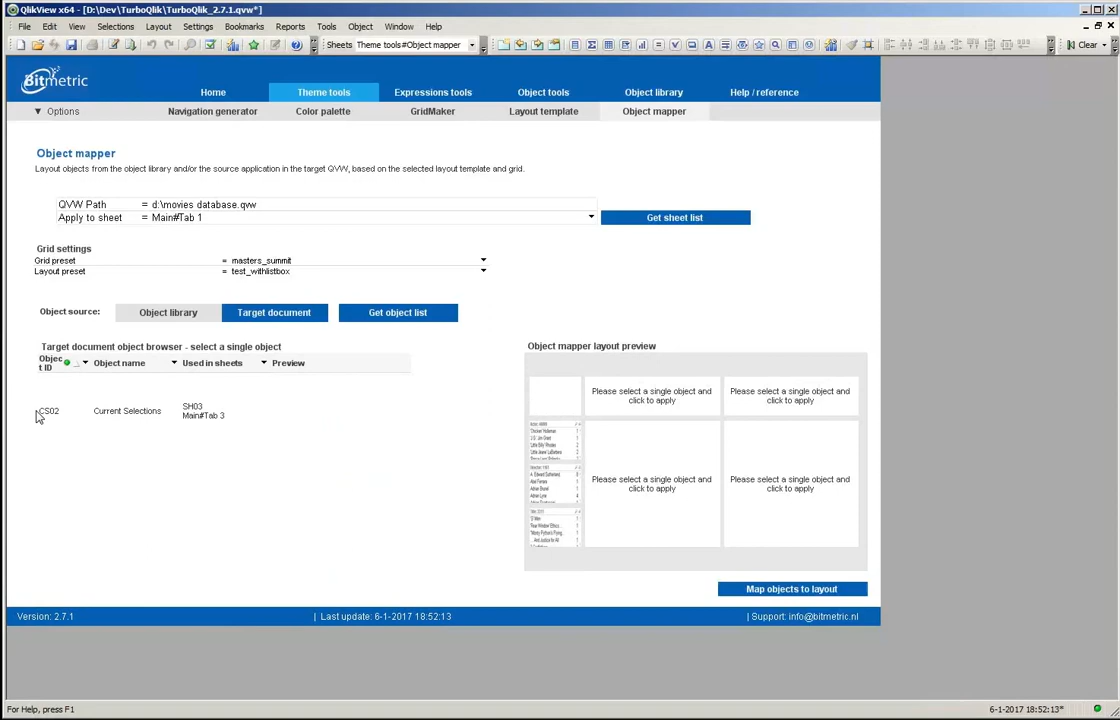 QlikView x64 - [D:\Dev\TurboQlik\TurboQlik_2.7.1.qvw*]
File Edit View Selections Layout Settings Bookmarks Reports Tools Object Window Help
Sheets Theme tools#Object mapper Clear
Bitmetric
Home Theme tools Expressions tools Object tools Object library Help / reference
▼ Options Navigation generator Color palette GridMaker Layout template Object mapper
Object mapper
Layout objects from the object library and/or the source application in the target QVW, based on the selected layout template and grid.
QVW Path = d:\movies database.qvw
Apply to sheet = Main#Tab 1 Get sheet list
Grid settings
Grid preset = masters_summit
Layout preset = test_withlistbox
Object source: Object library Target document Get object list
Target document object browser - select a single object
Object mapper layout preview
Objec
t ID Object name Used in sheets Preview
CS02 Current Selections SH03
Main#Tab 3
Please select a single object and
click to apply
Please select a single object and
click to apply
Please select a single object and
click to apply
Please select a single object and
click to apply
Map objects to layout
Version: 2.7.1 | Last update: 6-1-2017 18:52:13 | Support: info@bitmetric.nl
For Help, press F1 6-1-2017 18:52:13*